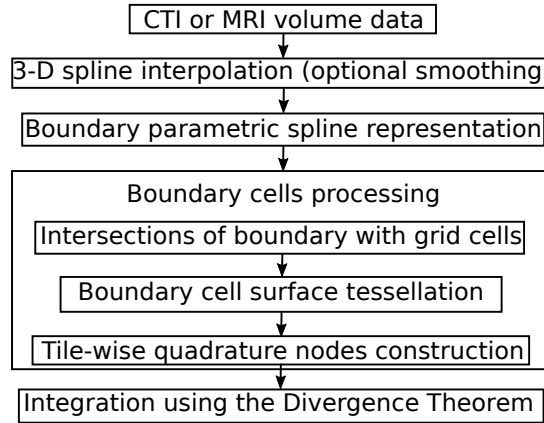 CTI or MRI volume data
3-D spline interpolation (optional smoothing
Boundary parametric spline representation
Boundary cells processing
Intersections of boundary with grid cells
Boundary cell surface tessellation
Tile-wise quadrature nodes construction
Integration using the Divergence Theorem